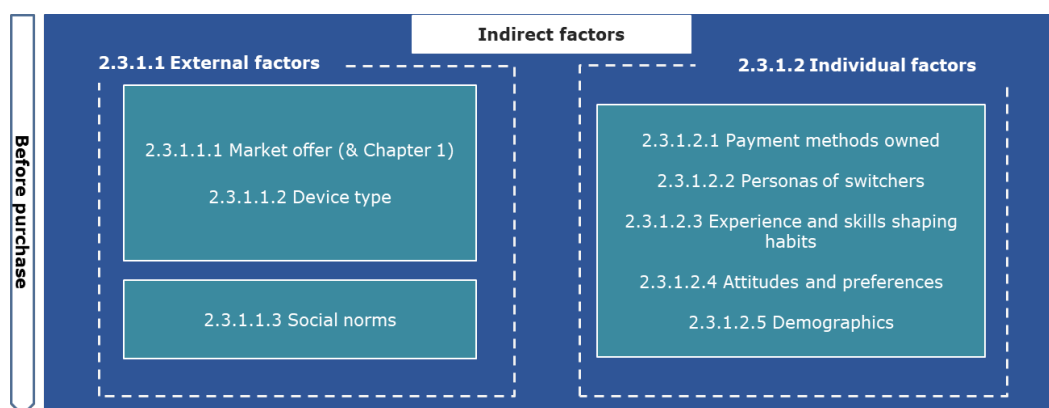 Before purchase
Indirect factors
2.3.1.1 External factors
2.3.1.1.1 Market offer (& Chapter 1)
2.3.1.1.2 Device type
2.3.1.1.3 Social norms
2.3.1.2 Individual factors
2.3.1.2.1 Payment methods owned
2.3.1.2.2 Personas of switchers
2.3.1.2.3 Experience and skills shaping
habits
2.3.1.2.4 Attitudes and preferences
2.3.1.2.5 Demographics